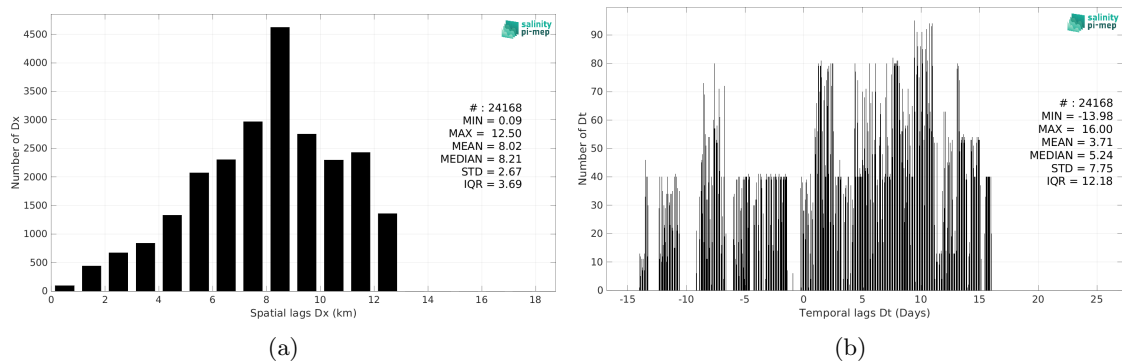 4500
4000
3500
3000
2500
2000
1500
1000
500
0
Number of Dx
salinity
pi-mep
# : 24168
MIN = 0.09
MAX = 12.50
MEAN = 8.02
MEDIAN = 8.21
STD = 2.67
IQR = 3.69
0 2 4 6 8 10 12 14 16 18
Spatial lags Dx (km)
(a)
90
80
70
60
50
40
30
20
10
0
Number of Dt
salinity
pi-mep
# : 24168
MIN = -13.98
MAX = 16.00
MEAN = 3.71
MEDIAN = 5.24
STD = 7.75
IQR = 12.18
-15 -10 -5 0 5 10 15 20 25
Temporal lags Dt (Days)
(b)